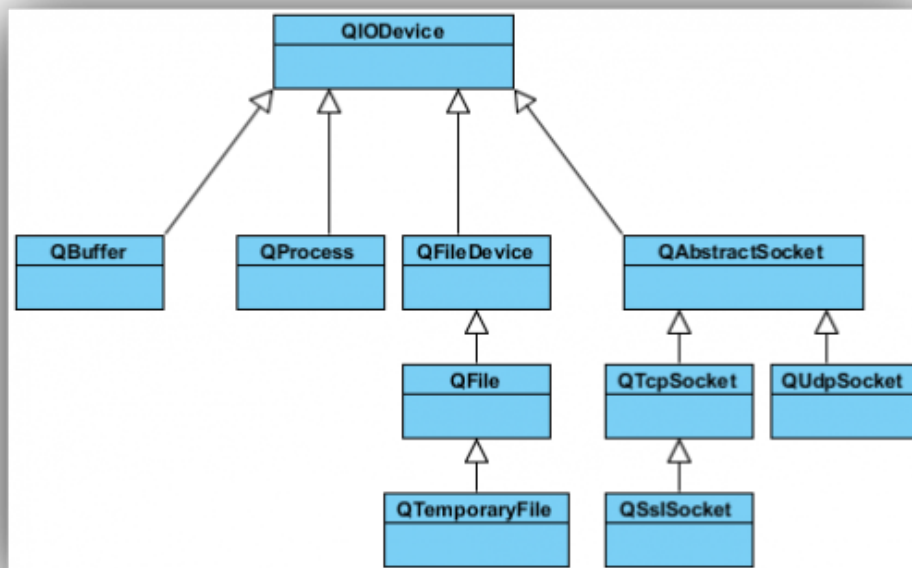 QIODevice
QBuffer
QProcess
QFileDevice
QAbstractSocket
QFile
QTcpSocket
QUdpSocket
QTemporaryFile
QSslSocket